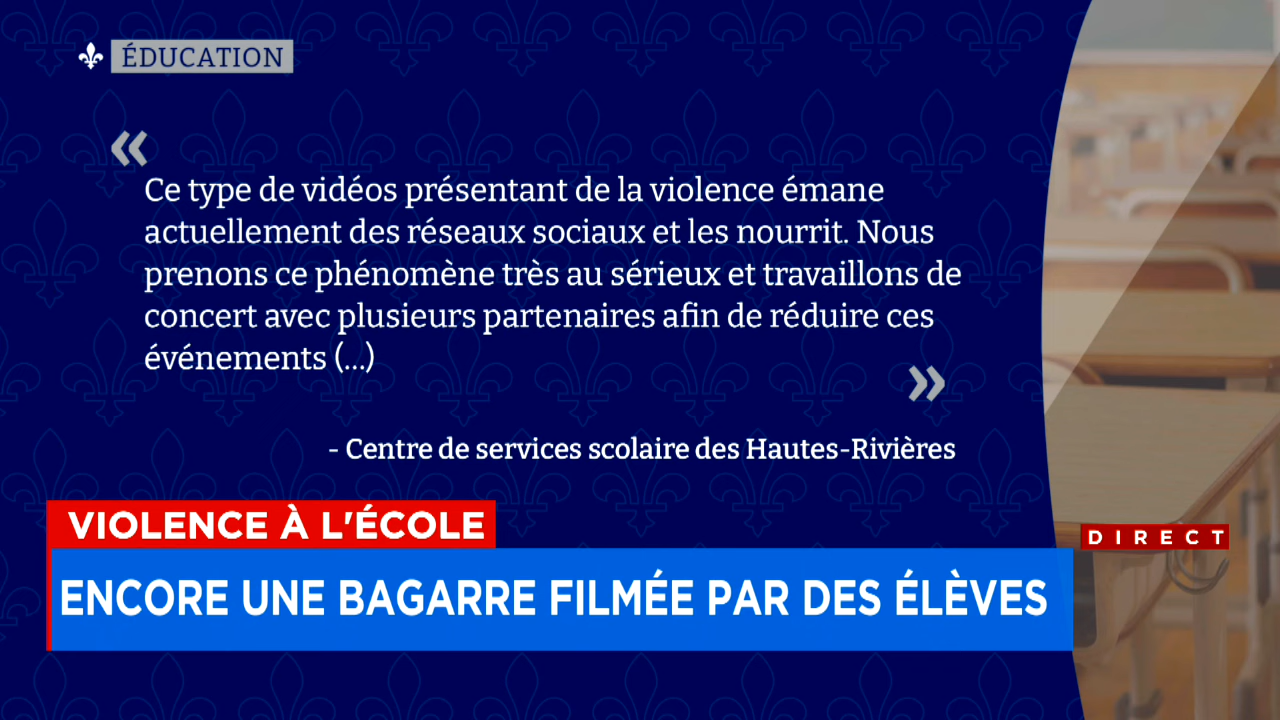 ÉDUCATION
«
Ce type de vidéos présentant de la violence émane
actuellement des réseaux sociaux et les nourrit. Nous
prenons ce phénomène très au sérieux et travaillons de
concert avec plusieurs partenaires afin de réduire ces
événements (...)
»
- Centre de services scolaire des Hautes-Rivières
VIOLENCE À L'ÉCOLE
DIRECT
ENCORE UNE BAGARRE FILMÉE PAR DES ÉLÈVES